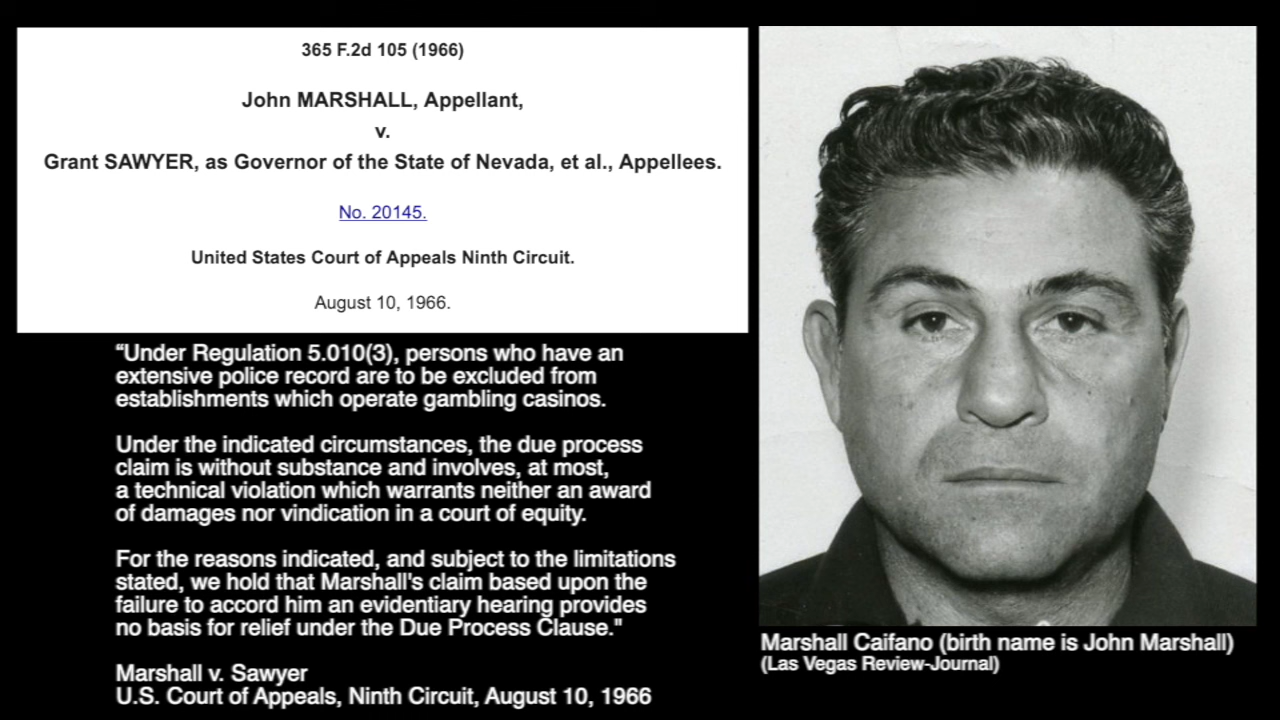 365 F.2d 105 (1966)
John MARSHALL, Appellant,
v.
Grant SAWYER, as Governor of the State of Nevada, et al., Appellees.
No. 20145.
United States Court of Appeals Ninth Circuit.
August 10, 1966.
“Under Regulation 5.010(3), persons who have an
extensive police record are to be excluded from
establishments which operate gambling casinos.
Under the indicated circumstances, the due process
claim is without substance and involves, at most,
a technical violation which warrants neither an award
of damages nor vindication in a court of equity.
For the reasons indicated, and subject to the limitations
stated, we hold that Marshall's claim based upon the
failure to accord him an evidentiary hearing provides
no basis for relief under the Due Process Clause."
Marshall v. Sawyer
U.S. Court of Appeals, Ninth Circuit, August 10, 1966
Marshall Caifano (birth name is John Marshall)
(Las Vegas Review-Journal)